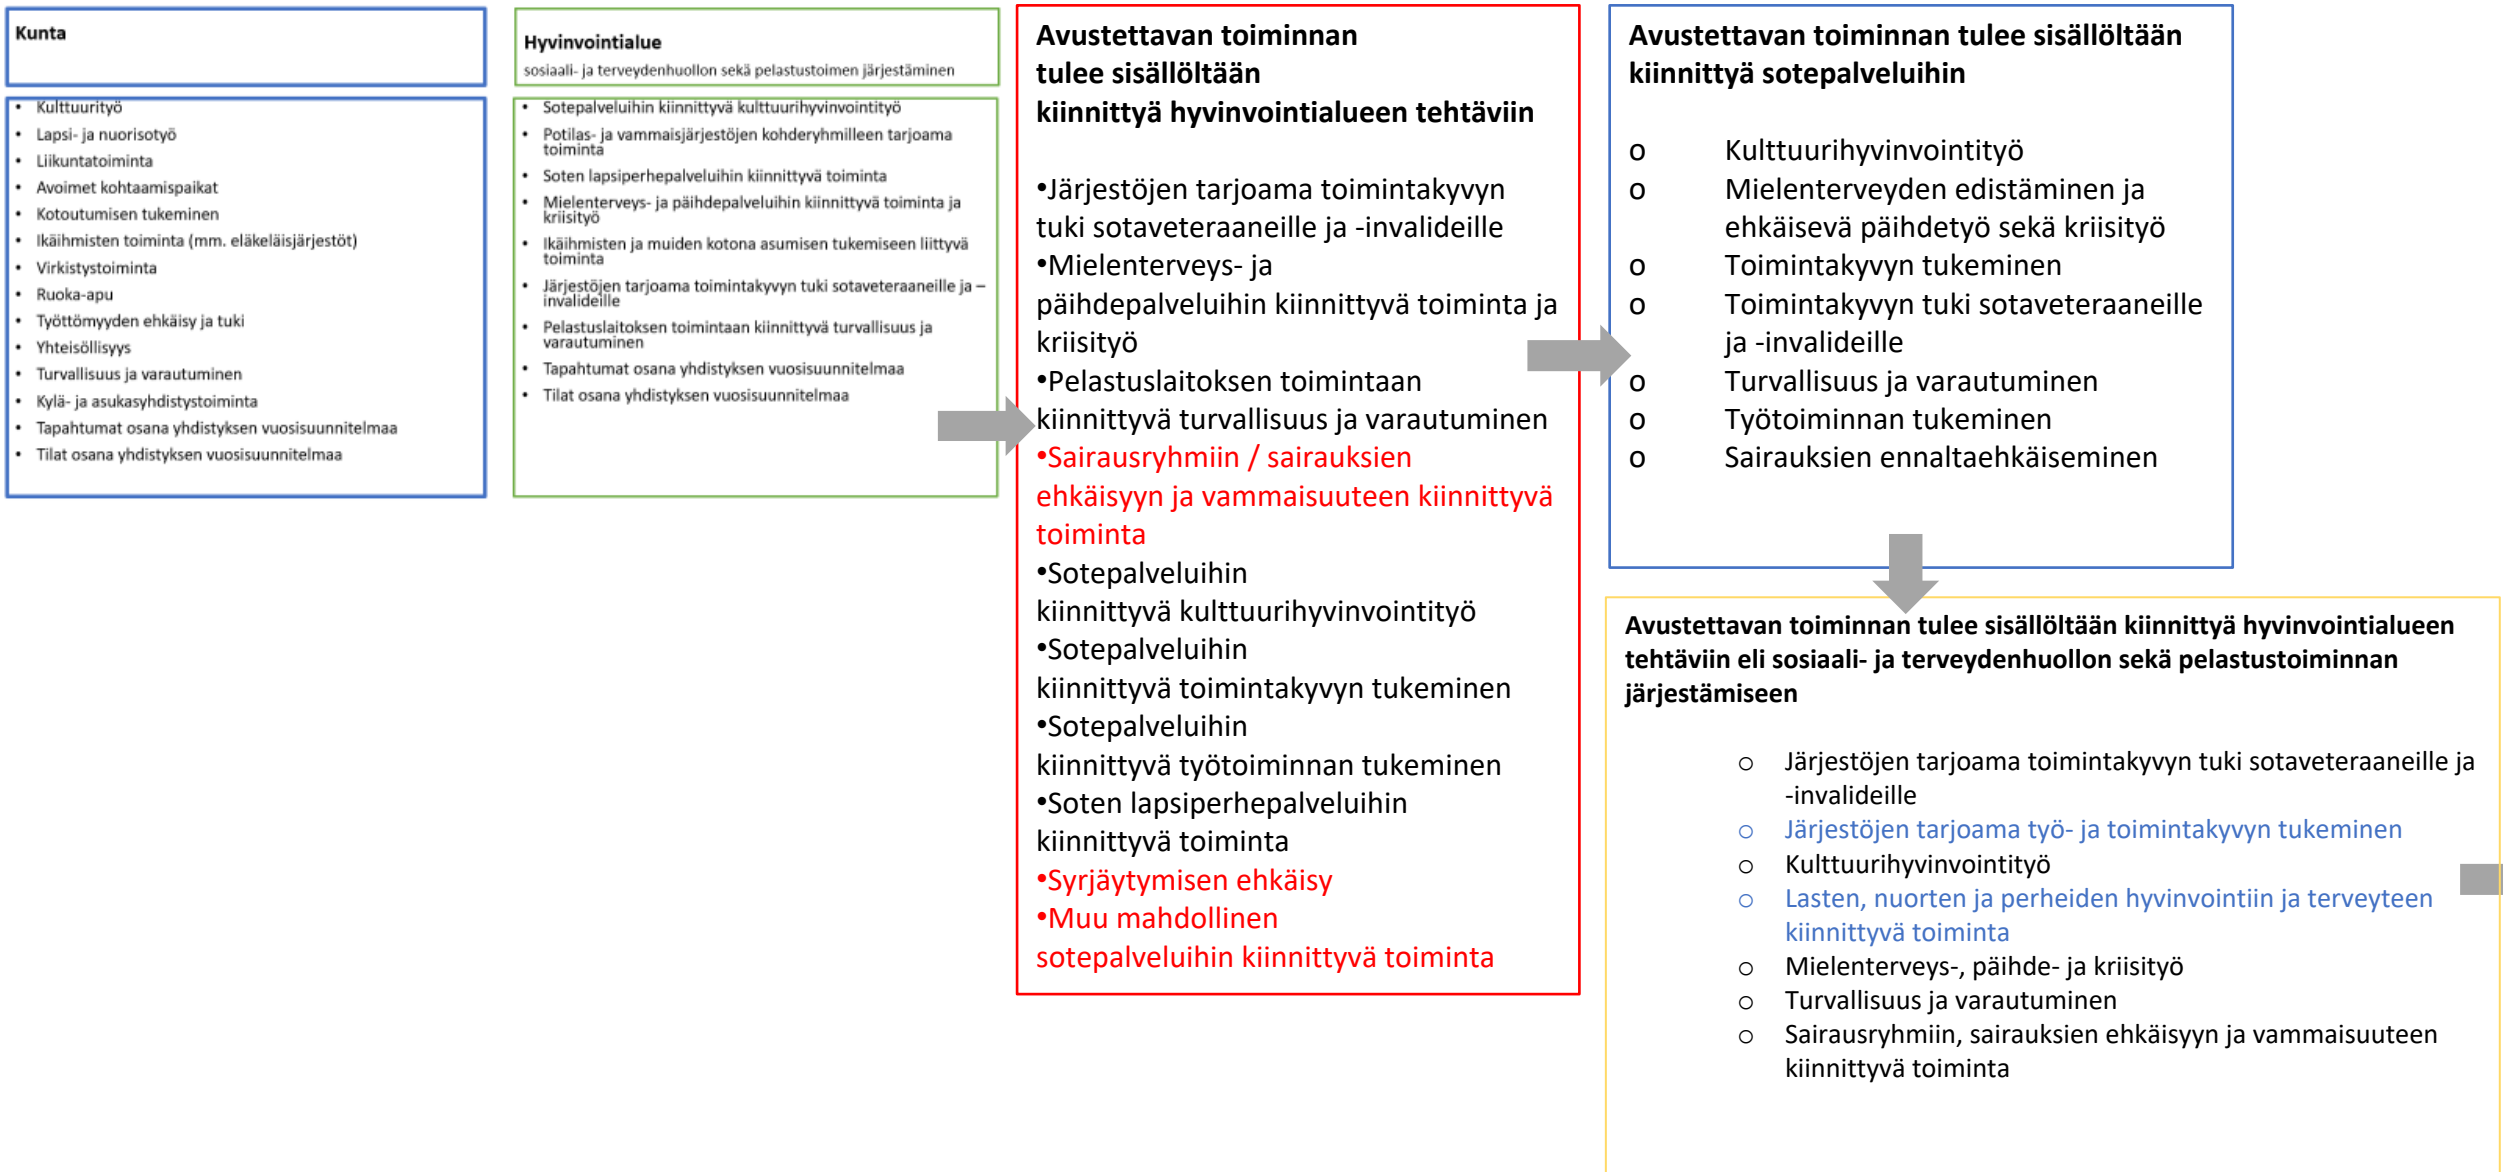 Kunta
• Kulttuurityö
• Lapsi- ja nuorisotyö
• Liikuntatoiminta
• Avoimet kohtaamispaikat
• Kotoutumisen tukeminen
• Ikäihmisten toiminta (mm. eläkeläisjärjestöt)
• Virkistystoiminta
• Ruoka-apu
• Työttömyyden ehkäisy ja tuki
• Yhteisöllisyys
• Turvallisuus ja varautuminen
• Kylä- ja asukasyhdistystoiminta
• Tapahtumat osana yhdistyksen vuosisuunnitelmaa
• Tilat osana yhdistyksen vuosisuunnitelmaa
Hyvinvointialue
sosiaali- ja terveydenhuollon sekä pelastustoimen järjestäminen
• Sotepalveluihin kiinnittyvä kulttuurihyvinvointityö
• Potilas- ja vammaisjärjestöjen kohderyhmilleen tarjoama
toiminta
• Soten lapsiperhepalveluihin kiinnittyvä toiminta
• Mielenterveys- ja päihdepalveluihin kiinnittyvä toiminta ja
kriisityö
• Ikäihmisten ja muiden kotona asumisen tukemiseen liittyvä
toiminta
• Järjestöjen tarjoama toimintakyvyn tuki sotaveteraaneille ja –
invalideille
• Pelastuslaitoksen toimintaan kiinnittyvä turvallisuus ja
varautuminen
• Tapahtumat osana yhdistyksen vuosisuunnitelmaa
• Tilat osana yhdistyksen vuosisuunnitelmaa
Avustettavan toiminnan
tulee sisällöltään
kiinnittyä hyvinvointialueen tehtäviin
•Järjestöjen tarjoama toimintakyvyn
tuki sotaveteraaneille ja -invalideille
•Mielenterveys- ja
päihdepalveluihin kiinnittyvä toiminta ja
kriisityö
•Pelastuslaitoksen toimintaan
kiinnittyvä turvallisuus ja varautuminen
•Sairausryhmiin / sairauksien
ehkäisyyn ja vammaisuuteen kiinnittyvä
toiminta
•Sotepalveluihin
kiinnittyvä kulttuurihyvinvointityö
•Sotepalveluihin
kiinnittyvä toimintakyvyn tukeminen
•Sotepalveluihin
kiinnittyvä työtoiminnan tukeminen
•Soten lapsiperhepalveluihin
kiinnittyvä toiminta
•Syrjäytymisen ehkäisy
•Muu mahdollinen
sotepalveluihin kiinnittyvä toiminta
Avustettavan toiminnan tulee sisällöltään
kiinnittyä sotepalveluihin
o Kulttuurihyvinvointityö
o Mielenterveyden edistäminen ja
ehkäisevä päihdetyö sekä kriisityö
o Toimintakyvyn tukeminen
o Toimintakyvyn tuki sotaveteraaneille
ja -invalideille
o Turvallisuus ja varautuminen
o Työtoiminnan tukeminen
o Sairauksien ennaltaehkäiseminen
Avustettavan toiminnan tulee sisällöltään kiinnittyä hyvinvointialueen
tehtäviin eli sosiaali- ja terveydenhuollon sekä pelastustoiminnan
järjestämiseen
o Järjestöjen tarjoama toimintakyvyn tuki sotaveteraaneille ja
-invalideille
o Järjestöjen tarjoama työ- ja toimintakyvyn tukeminen
o Kulttuurihyvinvointityö
o Lasten, nuorten ja perheiden hyvinvointiin ja terveyteen
kiinnittyvä toiminta
o Mielenterveys-, päihde- ja kriisityö
o Turvallisuus ja varautuminen
o Sairausryhmiin, sairauksien ehkäisyyn ja vammaisuuteen
kiinnittyvä toiminta